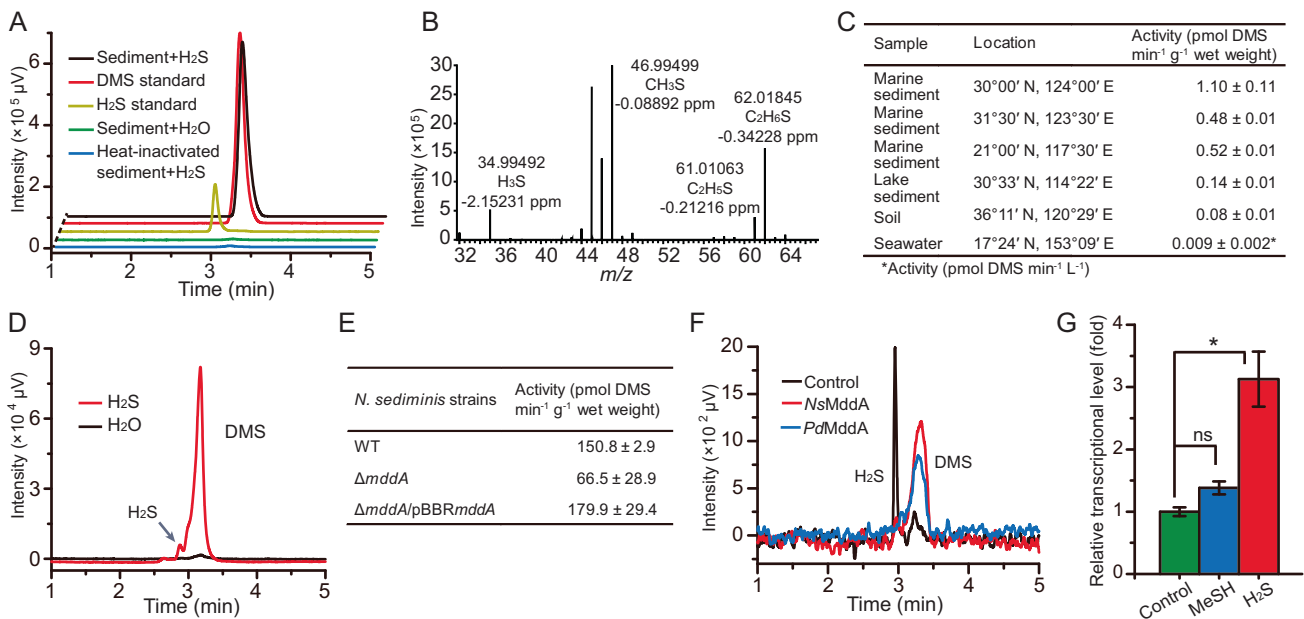 A
Intensity (×10⁵ µV)
6
4
2
0
Sediment+H₂S
DMS standard
H₂S standard
Sediment+H₂O
Heat-inactivated
sediment+H₂S
1 2 3 4 5
Time (min)
B
Intensity (×10⁵)
30
25
20
15
10
5
0
46.99499
CH₃S
-0.08892 ppm
62.01845
C₂H₆S
-0.34228 ppm
34.99492
H₃S
-2.15231 ppm
61.01063
C₂H₅S
-0.21216 ppm
32 36 40 44 48 52 56 60 64
m/z
C
Sample Location Activity (pmol DMS
min⁻¹ g⁻¹ wet weight)
Marine
sediment 30°00′ N, 124°00′ E 1.10 ± 0.11
Marine
sediment 31°30′ N, 123°30′ E 0.48 ± 0.01
Marine
sediment 21°00′ N, 117°30′ E 0.52 ± 0.01
Lake
sediment 30°33′ N, 114°22′ E 0.14 ± 0.01
Soil 36°11′ N, 120°29′ E 0.08 ± 0.01
Seawater 17°24′ N, 153°09′ E 0.009 ± 0.002*
*Activity (pmol DMS min⁻¹ L⁻¹)
D
Intensity (×10⁻⁴ µV)
9
6
3
0
H₂S
H₂O
DMS
H₂S
1 2 3 4 5
Time (min)
E
N. sediminis strains Activity (pmol DMS
min⁻¹ g⁻¹ wet weight)
WT 150.8 ± 2.9
ΔmddA 66.5 ± 28.9
ΔmddA/pBBRmddA 179.9 ± 29.4
F
Intensity (×10⁻² µV)
20
15
10
5
0
Control
NsMddA
PdMddA
H₂S
DMS
1 2 3 4 5
Time (min)
G
Relative transcriptional level (fold)
4
3
2
1
0
*
ns
Control MeSH H₂S